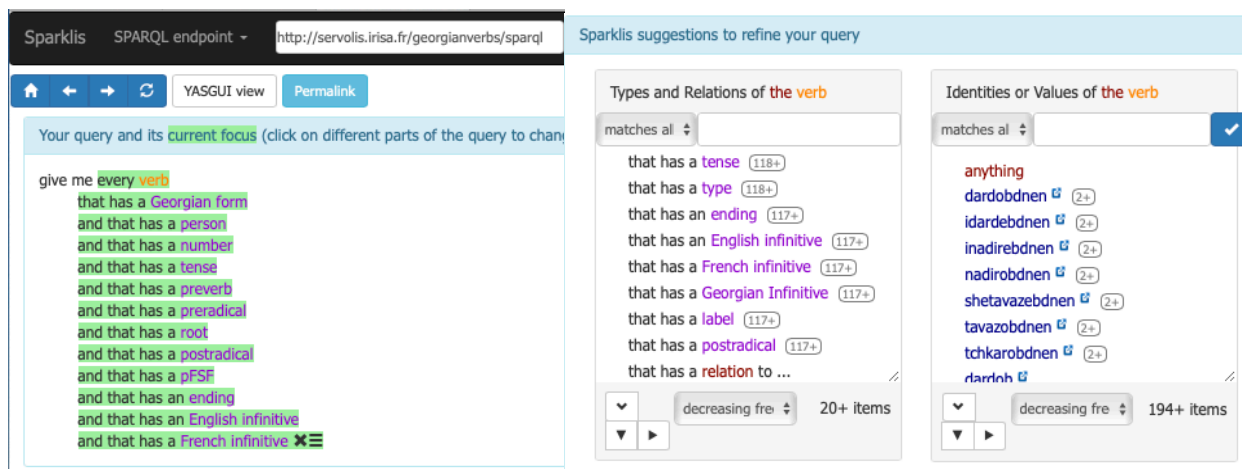 Sparklis SPARQL endpoint http://servolis.irisa.fr/georgianverbs/sparql
YASGUI view Permalink
Your query and its current focus (click on different parts of the query to chang
give me every verb
that has a Georgian form
and that has a person
and that has a number
and that has a tense
and that has a preverb
and that has a preradical
and that has a root
and that has a postradical
and that has a pFSF
and that has an ending
and that has an English infinitive
and that has a French infinitive
Sparklis suggestions to refine your query
Types and Relations of the verb
matches al
that has a tense 118+
that has a type 118+
that has an ending 117+
that has an English infinitive 117+
that has a French infinitive 117+
that has a Georgian Infinitive 117+
that has a label 117+
that has a postradical 117+
that has a relation to ...
decreasing fre 20+ items
Identities or Values of the verb
matches al
anything
dardobdnen 2+
idardebdnen 2+
inadirebdnen 2+
nadirobdnen 2+
shetavazebdnen 2+
tavazobdnen 2+
tchkarobdnen 2+
dardob
decreasing fre 194+ items